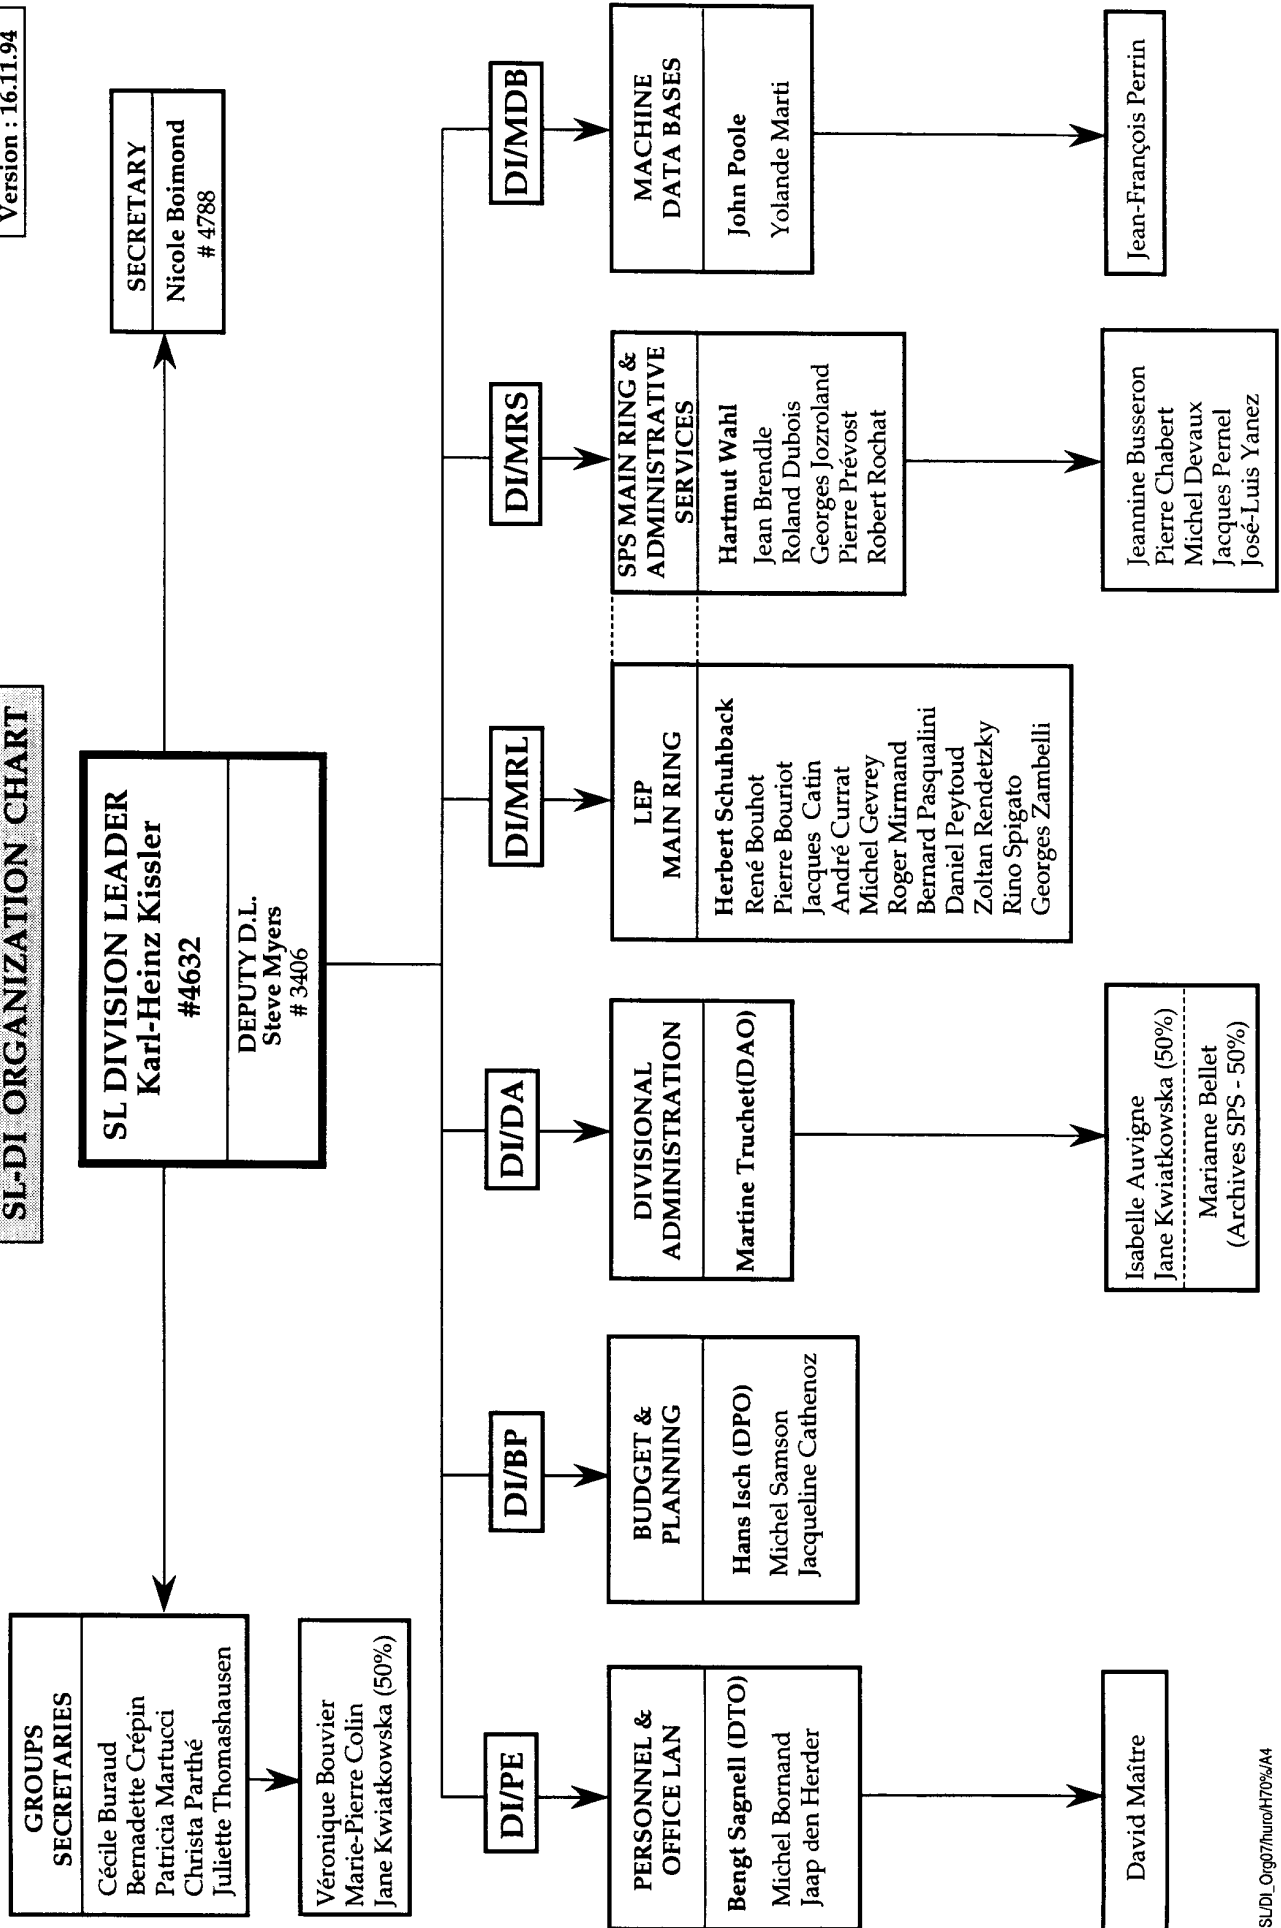 Version : 16.11.94
SL-DI ORGANIZATION CHART
GROUPS
SECRETARIES
Cécile Buraud
Bernadette Crépin
Patricia Martucci
Christa Parthé
Juliette Thomashausen
Véronique Bouvier
Marie-Pierre Colin
Jane Kwiatkowska (50%)
SL DIVISION LEADER
Karl-Heinz Kissler
#4632
DEPUTY D.L.
Steve Myers
# 3406
SECRETARY
Nicole Boimond
# 4788
DI/PE
PERSONNEL &
OFFICE LAN
Bengt Sagnell (DTO)
Michel Bornand
Jaap den Herder
David Maître
DI/BP
BUDGET &
PLANNING
Hans Isch (DPO)
Michel Samson
Jacqueline Cathenoz
DI/DA
DIVISIONAL
ADMINISTRATION
Martine Truchet(DAO)
Isabelle Auvigne
Jane Kwiatkowska (50%)
Marianne Bellet
(Archives SPS - 50%)
DI/MRL
LEP
MAIN RING
Herbert Schuhback
René Bouhot
Pierre Bouriot
Jacques Catin
André Currat
Michel Gevrey
Roger Mirmand
Bernard Pasqualini
Daniel Peytoud
Zoltan Rendetzky
Rino Spigato
Georges Zambelli
DI/MRS
SPS MAIN RING &
ADMINISTRATIVE
SERVICES
Hartmut Wahl
Jean Brendle
Roland Dubois
Georges Jozroland
Pierre Prévost
Robert Rochat
Jeannine Busseron
Pierre Chabert
Michel Devaux
Jacques Pernel
José-Luis Yanez
DI/MDB
MACHINE
DATA BASES
John Poole
Yolande Marti
Jean-François Perrin
SL/DI_Org07/huro/H70%/A4